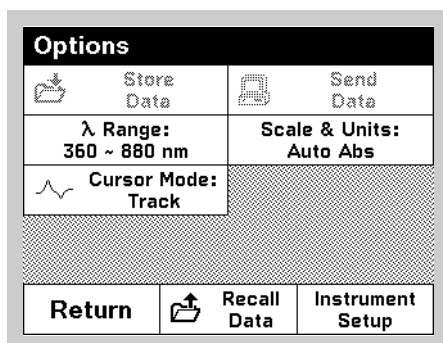 Options
Store
Data
Send
Data
λ Range:
360 ~ 880 nm
Scale & Units:
Auto Abs
Cursor Mode:
Track
Return
Recall
Data
Instrument
Setup